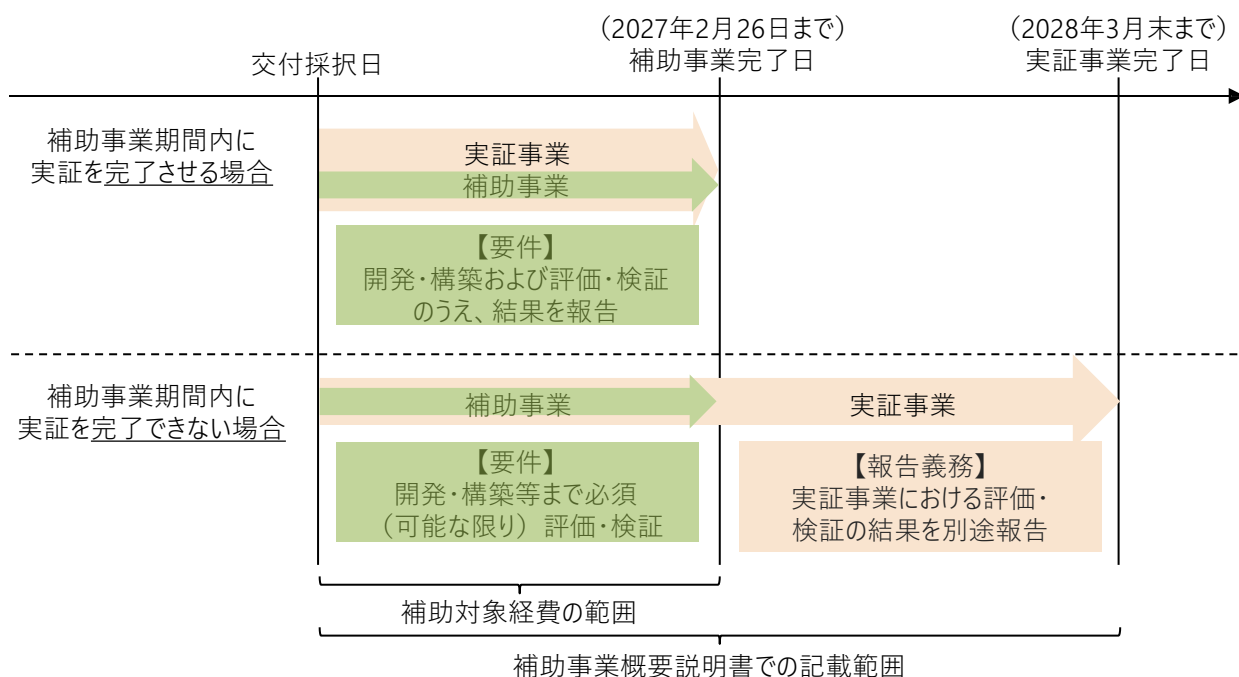 （2027年2月26日まで）
補助事業完了日
（2028年3月末まで）
実証事業完了日
交付採択日
補助事業期間内に
実証を完了させる場合
実証事業
補助事業
【要件】
開発・構築および評価・検証
のうえ、結果を報告
補助事業期間内に
実証を完了できない場合
補助事業
実証事業
【要件】
開発・構築等まで必須
（可能な限り） 評価・検証
【報告義務】
実証事業における評価・
検証の結果を別途報告
補助対象経費の範囲
補助事業概要説明書での記載範囲